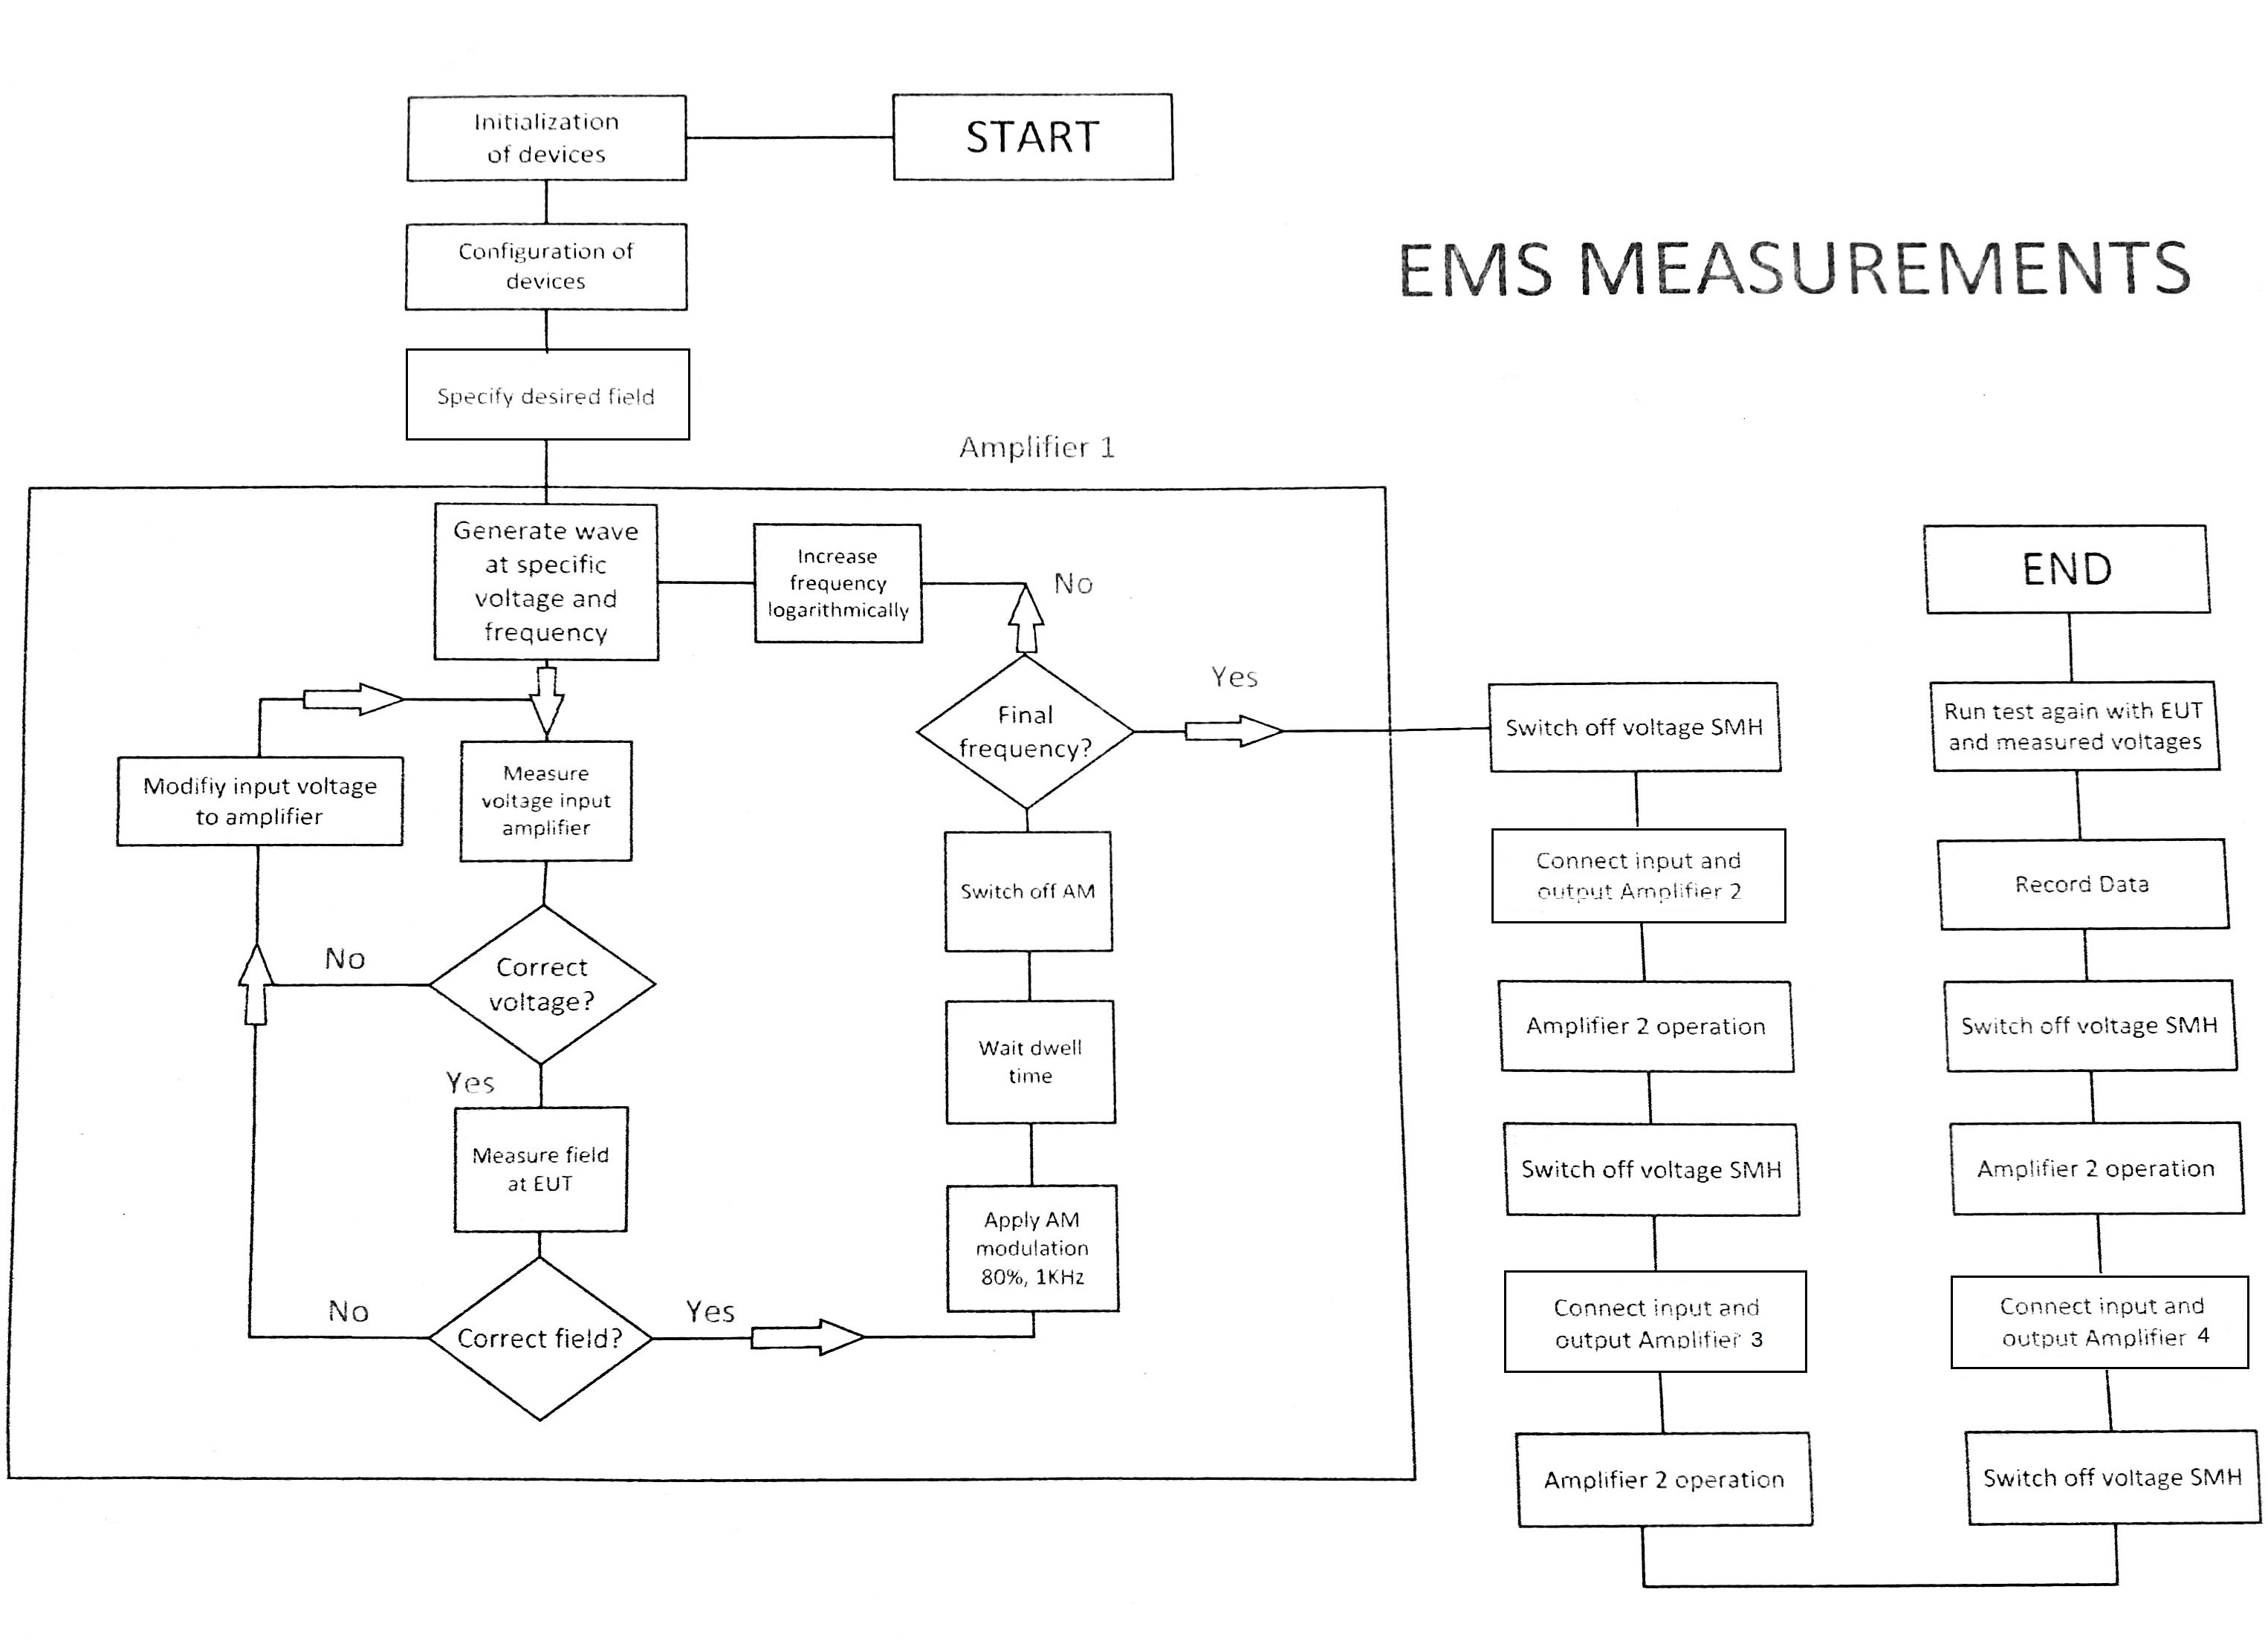 START
Initialization
of devices
Configuration of
devices
EMS MEASUREMENTS
Specify desired field
Amplifier 1
Generate wave
at specific
voltage and
frequency
Increase
frequency
logarithmically
No
Final
frequency?
Yes
Modifiy input voltage
to amplifier
Measure
voltage input
amplifier
Correct
voltage?
No
Yes
Measure field
at EUT
Correct field?
No
Yes
Switch off AM
Wait dwell
time
Apply AM
modulation
80%, 1KHz
Switch off voltage SMH
Connect input and
output Amplifier 2
Amplifier 2 operation
Switch off voltage SMH
Connect input and
output Amplifier 3
Amplifier 2 operation
END
Run test again with EUT
and measured voltages
Record Data
Switch off voltage SMH
Amplifier 2 operation
Connect input and
output Amplifier 4
Switch off voltage SMH